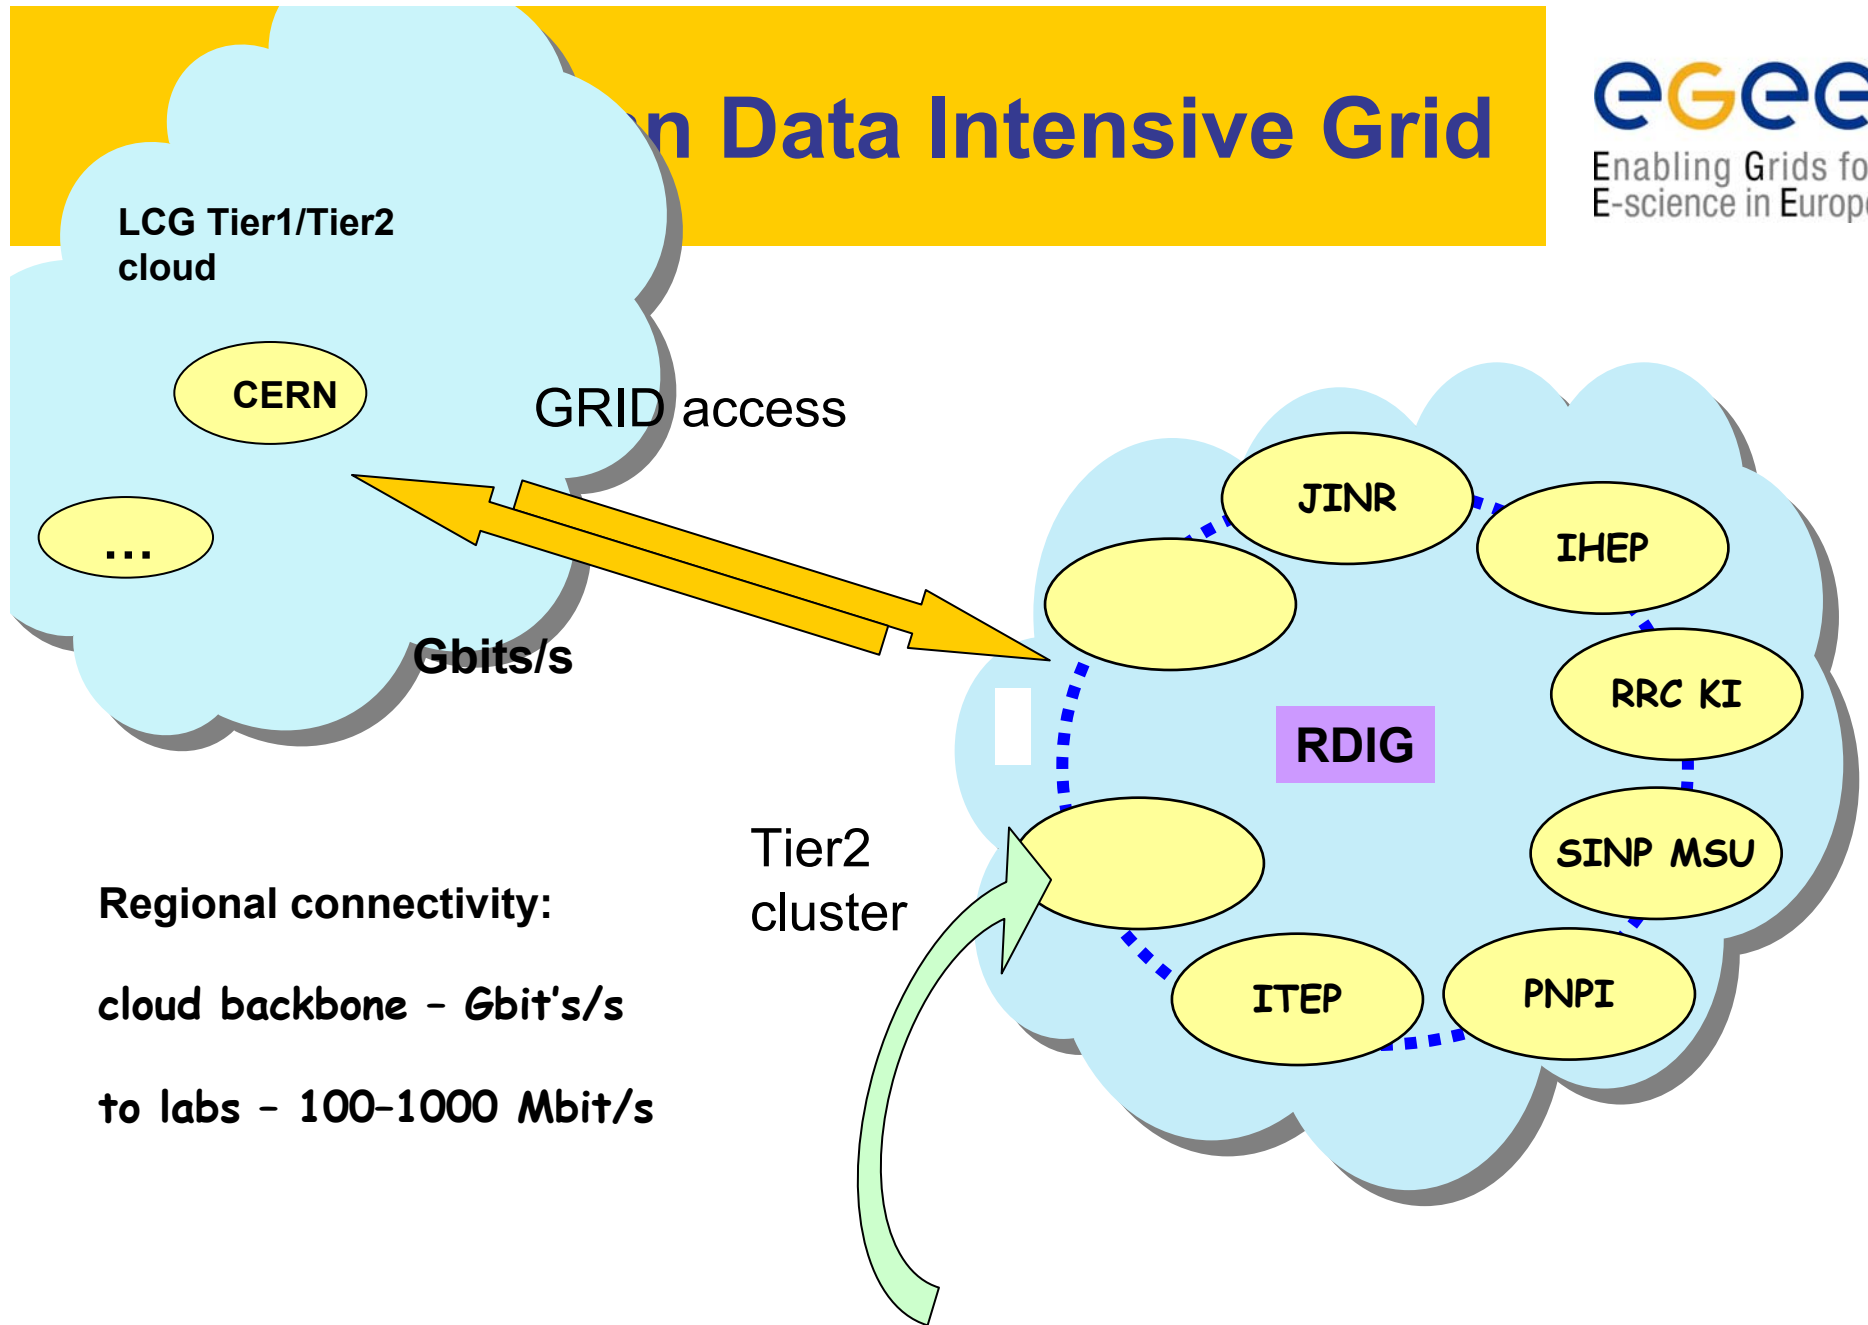 n Data Intensive Grid
eGee
Enabling Grids fo
E-science in Europe
LCG Tier1/Tier2
cloud
CERN
...
GRID access
Gbits/s
JINR
IHEP
RRC KI
RDIG
SINP MSU
PNPI
ITEP
Tier2
cluster
Regional connectivity:
cloud backbone – Gbit's/s
to labs – 100–1000 Mbit/s